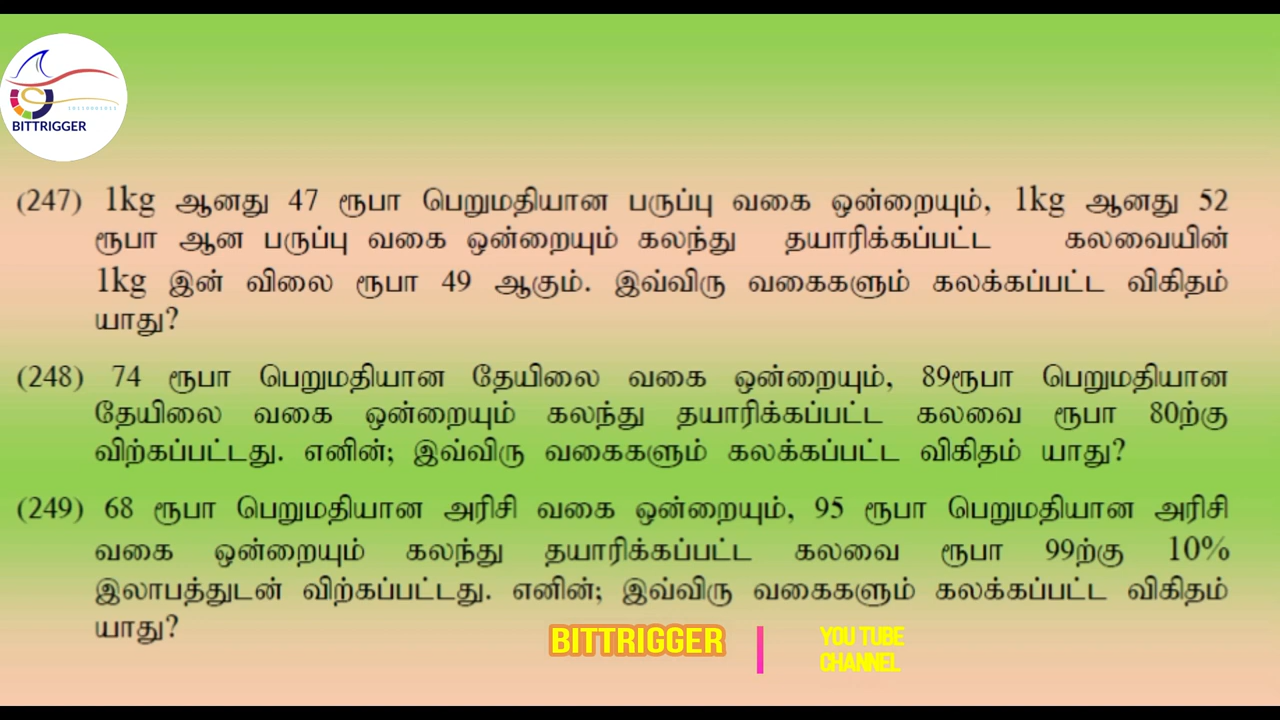 BITTRIGGER
(247) 1kg ஆனது 47 ரூபா பெறுமதியான பருப்பு வகை ஒன்றையும், 1kg ஆனது 52
ரூபா ஆன பருப்பு வகை ஒன்றையும் கலந்து தயாரிக்கப்பட்ட கலவையின்
1kg இன் விலை ரூபா 49 ஆகும். இவ்விரு வகைகளும் கலக்கப்பட்ட விகிதம்
யாது?
(248) 74 ரூபா பெறுமதியான தேயிலை வகை ஒன்றையும், 89ரூபா பெறுமதியான
தேயிலை வகை ஒன்றையும் கலந்து தயாரிக்கப்பட்ட கலவை ரூபா 80ற்கு
விற்கப்பட்டது. எனின்; இவ்விரு வகைகளும் கலக்கப்பட்ட விகிதம் யாது?
(249) 68 ரூபா பெறுமதியான அரிசி வகை ஒன்றையும், 95 ரூபா பெறுமதியான அரிசி
வகை ஒன்றையும் கலந்து தயாரிக்கப்பட்ட கலவை ரூபா 99ற்கு 10%
இலாபத்துடன் விற்கப்பட்டது. எனின்; இவ்விரு வகைகளும் கலக்கப்பட்ட விகிதம்
யாது?
BITTRIGGER
YOU TUBE
CHANNEL